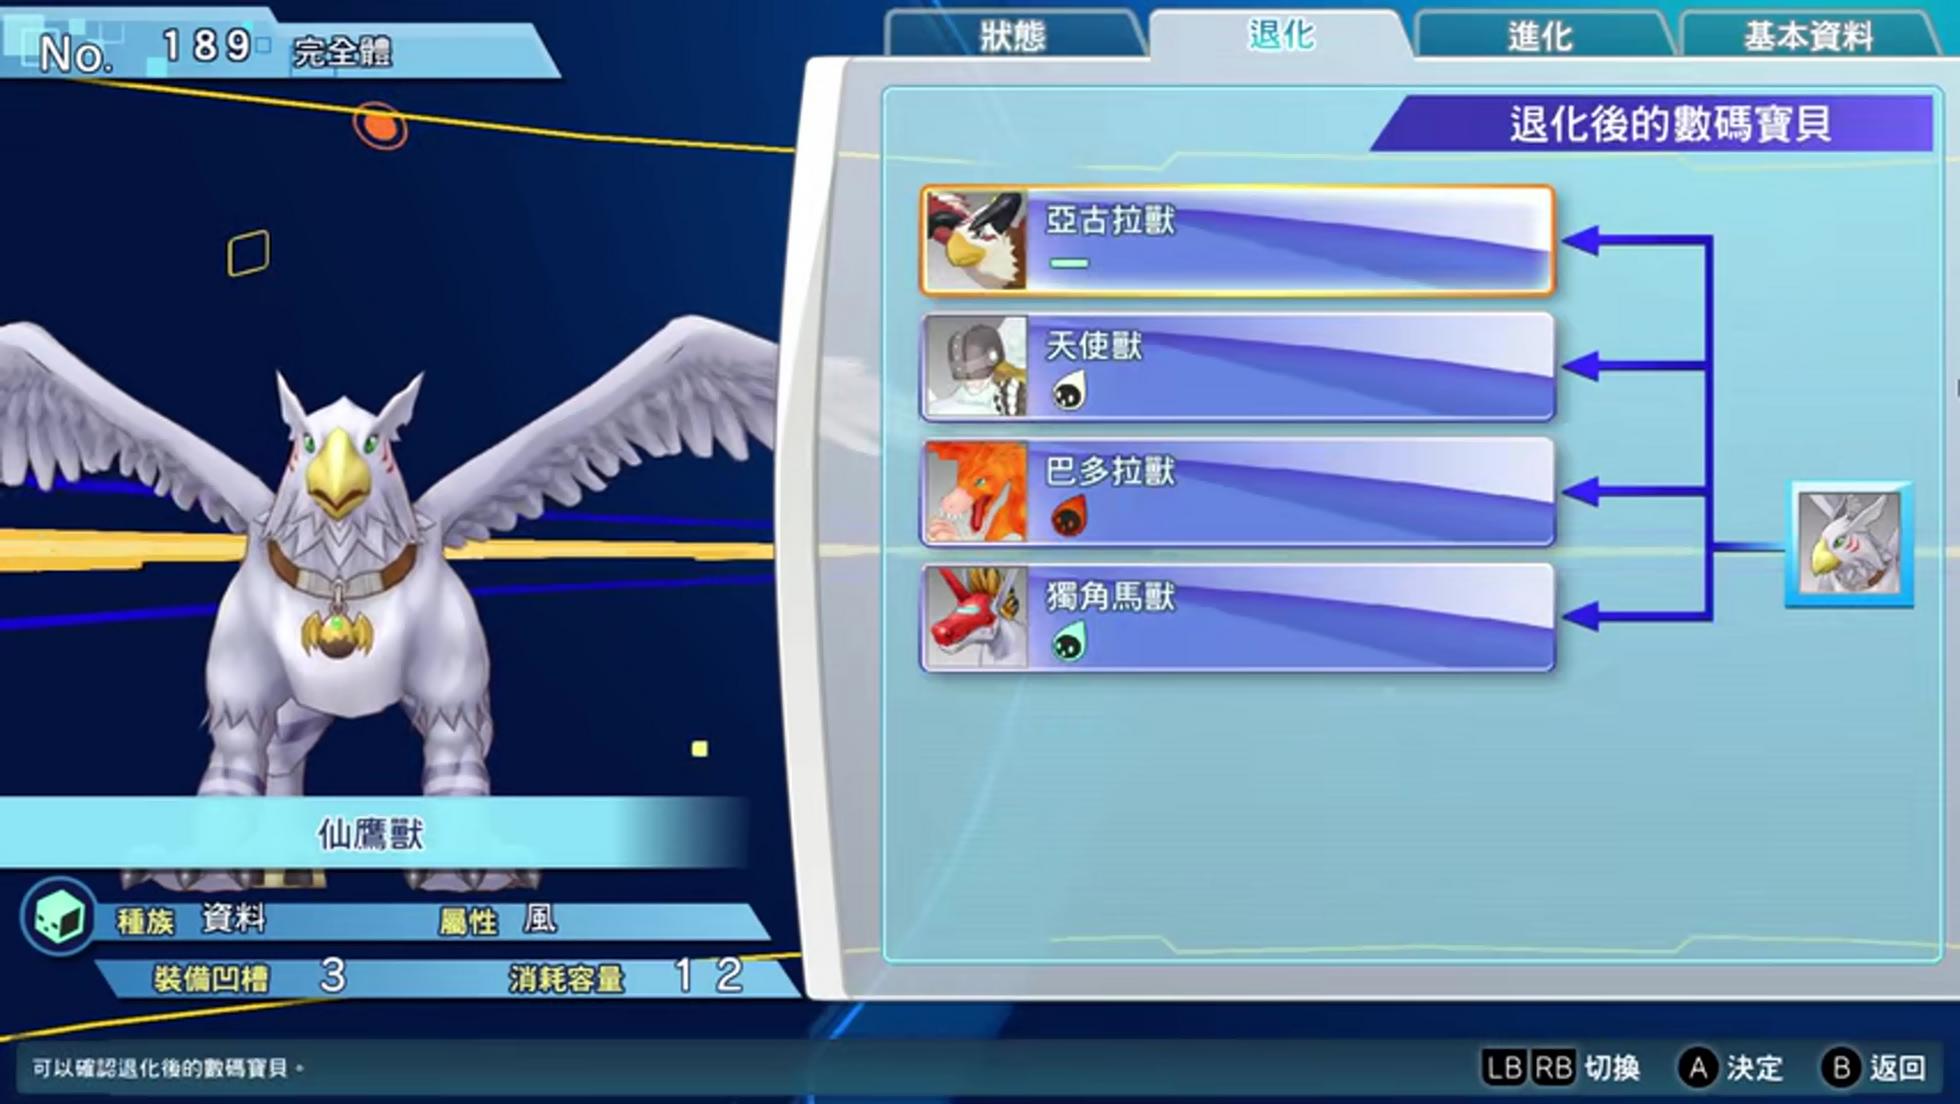 No. 189 完全體
狀態 退化 進化 基本資料
退化後的數碼寶貝
亞古拉獸
天使獸
巴多拉獸
獨角馬獸
仙鷹獸
種族 資料 屬性 風
裝備凹槽 3 消耗容量 12
可以確認退化後的數碼寶貝。
LB RB 切換 A 決定 B 返回